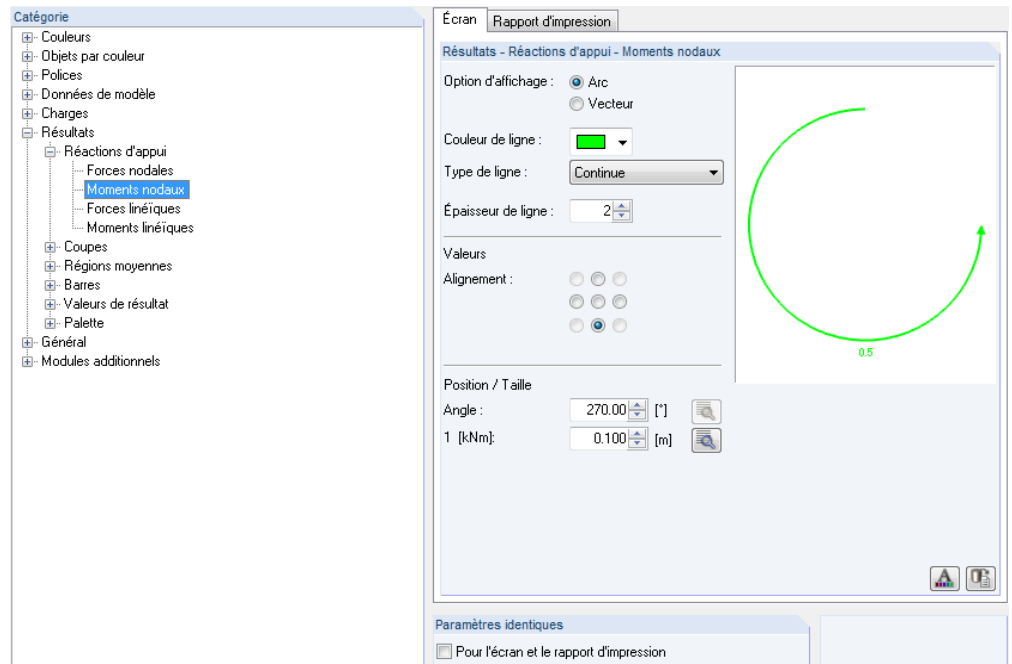 Catégorie
Couleurs
Objets par couleur
Polices
Données de modèle
Charges
Résultats
Réactions d'appui
Forces nodales
Moments nodaux
Forces linéïques
Moments linéïques
Coupes
Régions moyennes
Barres
Valeurs de résultat
Palette
Général
Modules additionnels
Écran
Rapport d'impression
Résultats - Réactions d'appui - Moments nodaux
Option d'affichage :
Arc
Vecteur
Couleur de ligne :
Type de ligne :
Continue
Épaisseur de ligne :
2
Valeurs
Alignement :
0.5
Position / Taille
Angle :
270.00
[°]
1 [kNm]:
0.100
[m]
Paramètres identiques
Pour l'écran et le rapport d'impression